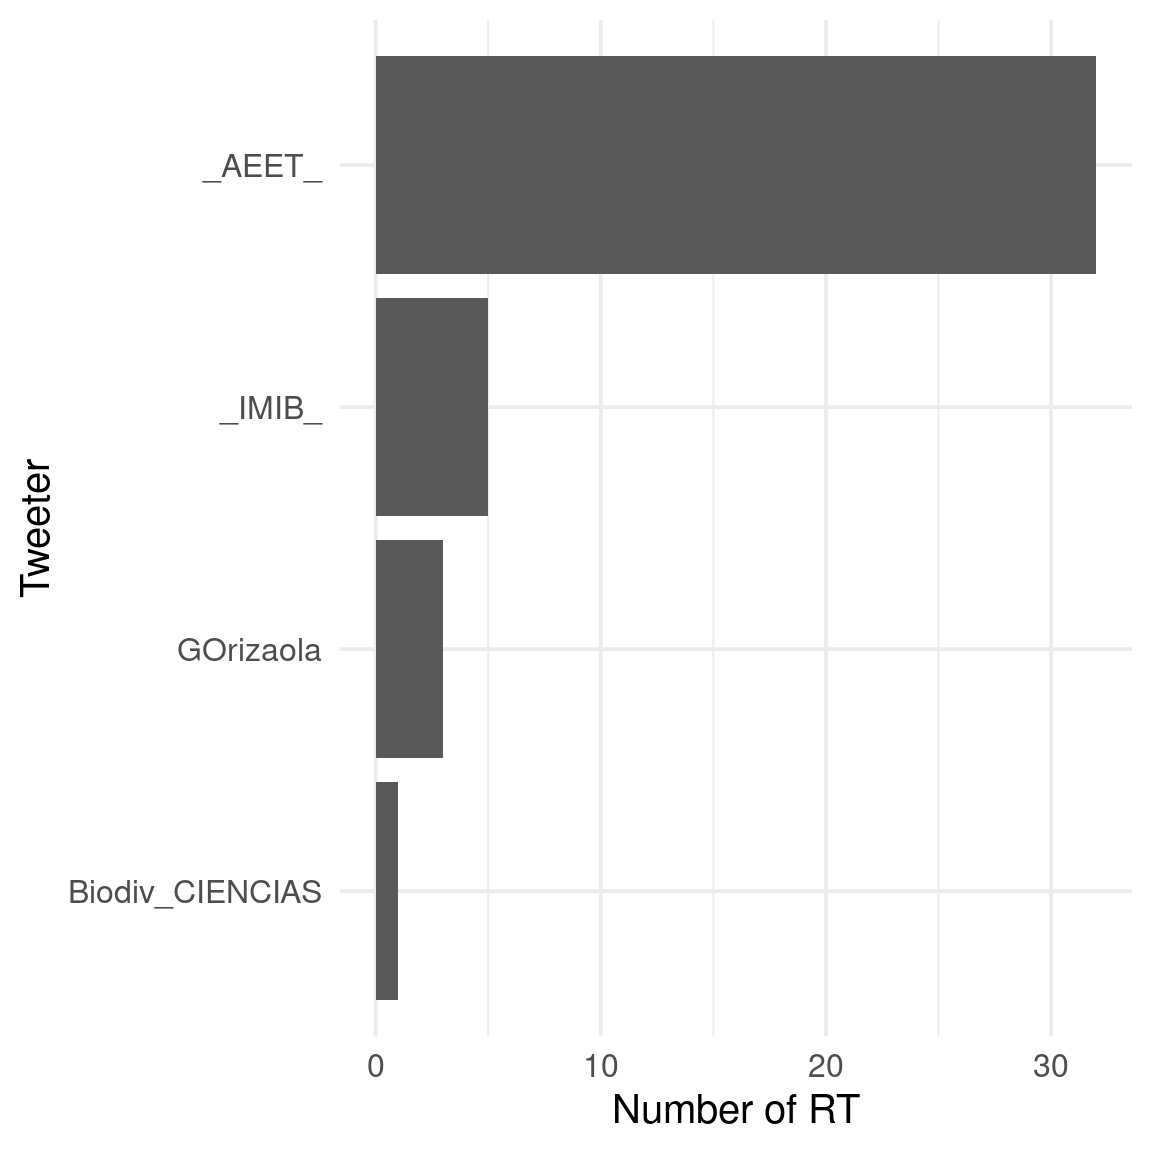 _AEET_
_IMIB_
GOrizaola
Biodiv_CIENCIAS
Tweeter
0 10 20 30
Number of RT